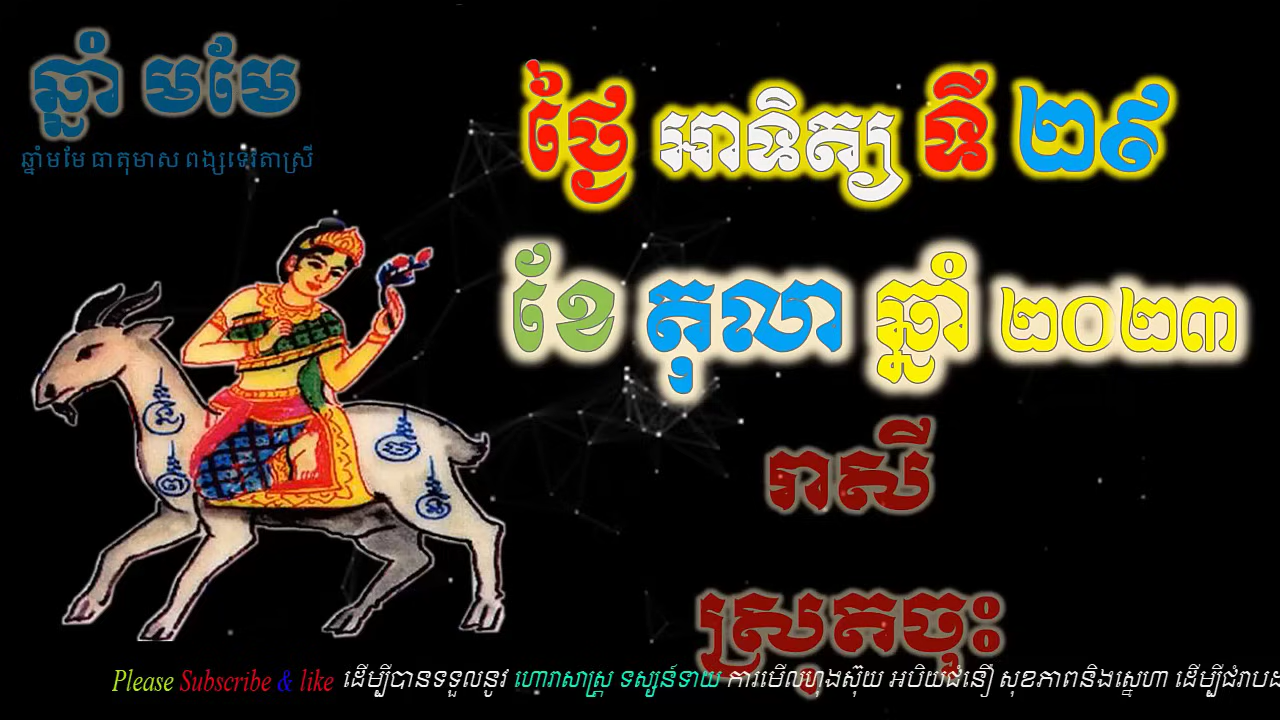 ឆ្នាំ មមែ
ឆ្នាំមមែ ធាតុមាស ពង្សទេវតាស្រី
ថ្ងៃ អាទិត្យ ទី ២៩
ខែ តុលា ឆ្នាំ ២០២៣
រាសី
ស្រុតចុះ
Please Subscribe & like ដើម្បីបានទទួលនូវ ហោរាសាស្ត្រ ទស្សន៍ទាយ ការមើលហុងស៊ុយ អបិយជំនឿ សុខភាពនិងស្នេហា ដើម្បីជំរាប